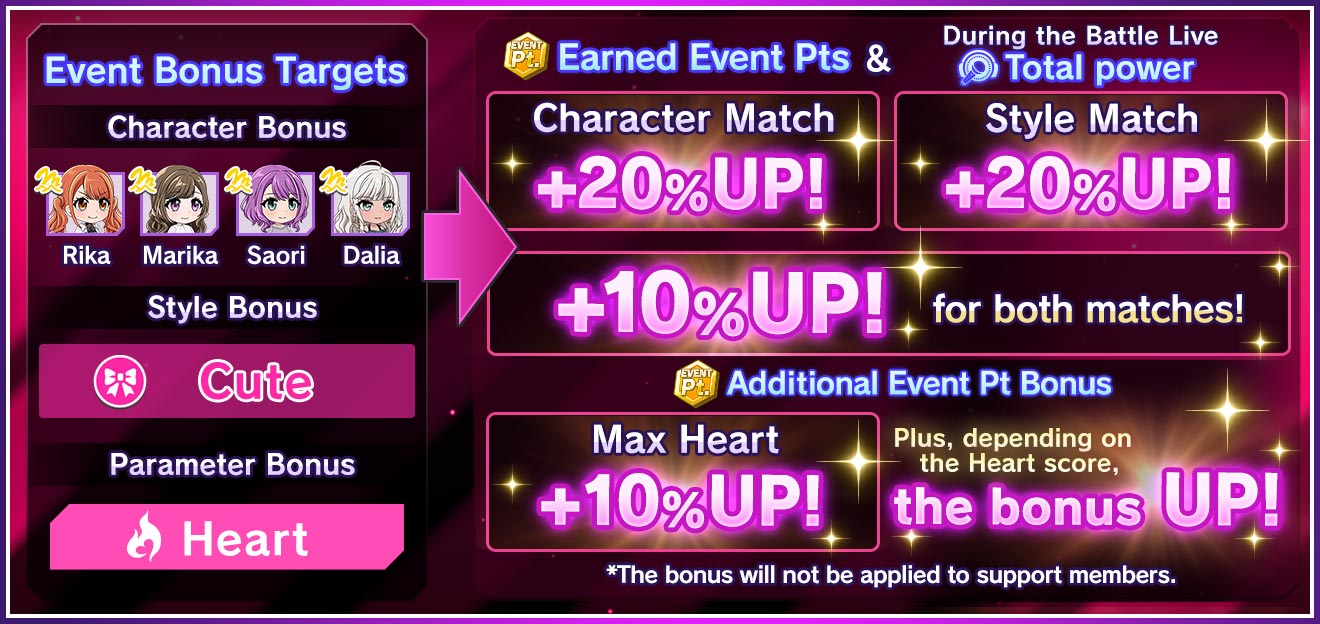 Event Bonus Targets
Character Bonus
Rika
Marika
Saori
Dalia
Style Bonus
Cute
Parameter Bonus
Heart
EVENT
Pt.
Earned Event Pts &
During the Battle Live
Total power
Character Match
+20%UP!
Style Match
+20%UP!
+10%UP!
for both matches!
EVENT
Pt.
Additional Event Pt Bonus
Max Heart
+10%UP!
Plus, depending on
the Heart score,
the bonus UP!
*The bonus will not be applied to support members.